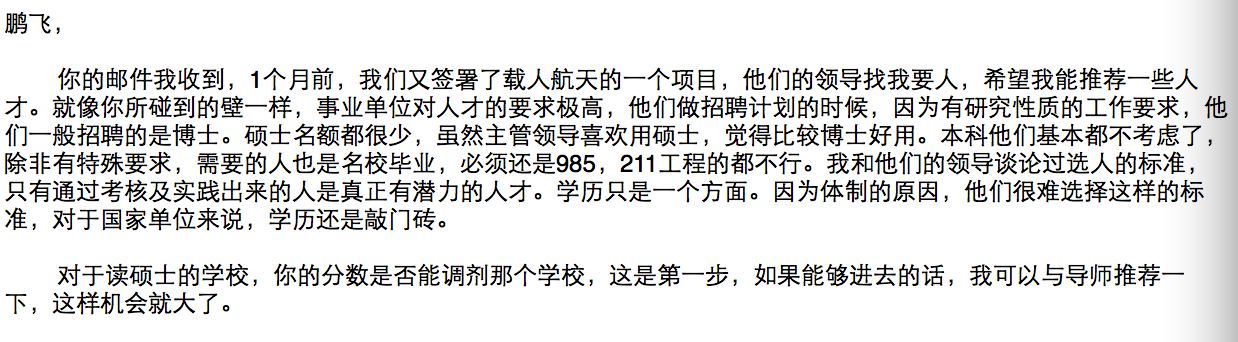 鹏飞，
你的邮件我收到，1个月前，我们又签署了载人航天的一个项目，他们的领导找我要人，希望我能推荐一些人
才。就像你所碰到的壁一样，事业单位对人才的要求极高，他们做招聘计划的时候，因为有研究性质的工作要求，他
们一般招聘的是博士。硕士名额都很少，虽然主管领导喜欢用硕士，觉得比较博士好用。本科他们基本都不考虑了，
除非有特殊要求，需要的人也是名校毕业，必须还是985，211工程的都不行。我和他们的领导谈论过选人的标准，
只有通过考核及实践出来的人是真正有潜力的人才。学历只是一个方面。因为体制的原因，他们很难选择这样的标
准，对于国家单位来说，学历还是敲门砖。
对于读硕士的学校，你的分数是否能调剂那个学校，这是第一步，如果能够进去的话，我可以与导师推荐一
下，这样机会就大了。